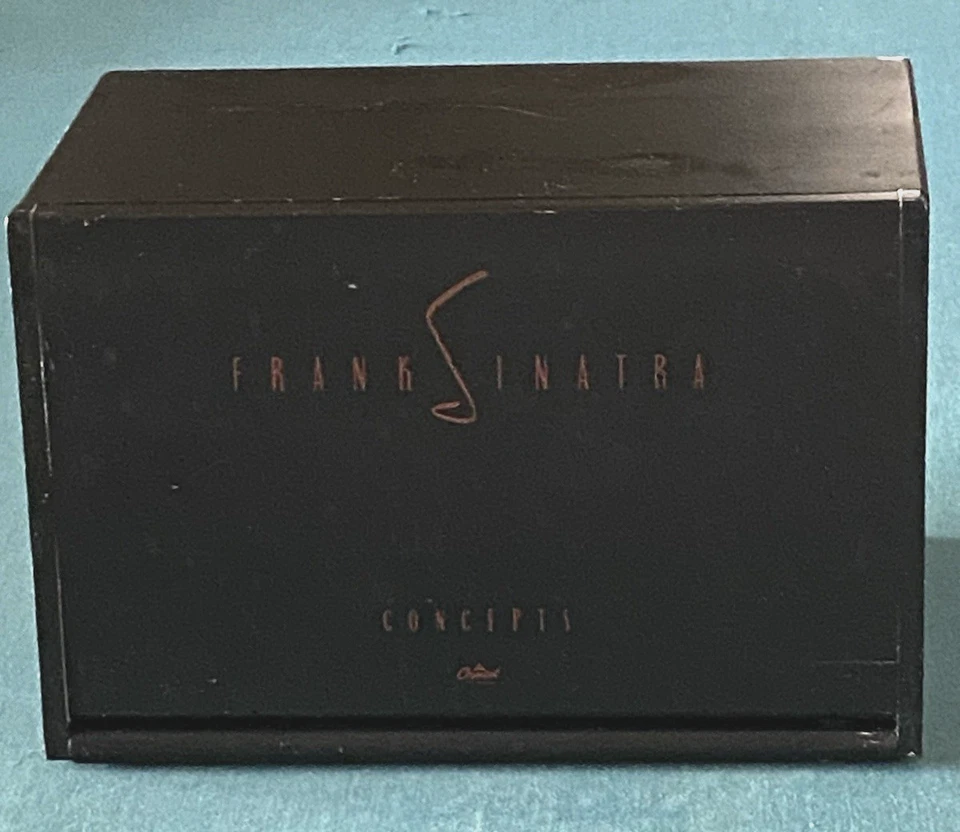 FRANK SINATRA
CONCEPTS
Capitol